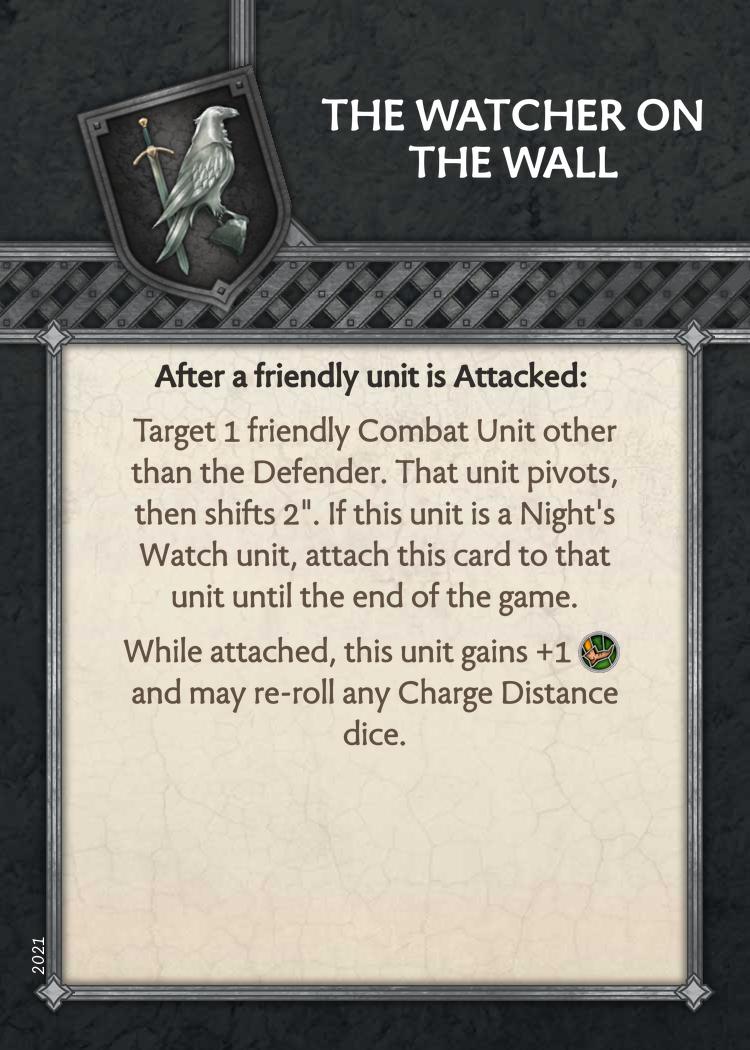 THE WATCHER ON
THE WALL
After a friendly unit is Attacked:
Target 1 friendly Combat Unit other
than the Defender. That unit pivots,
then shifts 2". If this unit is a Night's
Watch unit, attach this card to that
unit until the end of the game.
While attached, this unit gains +1
and may re-roll any Charge Distance
dice.
2021